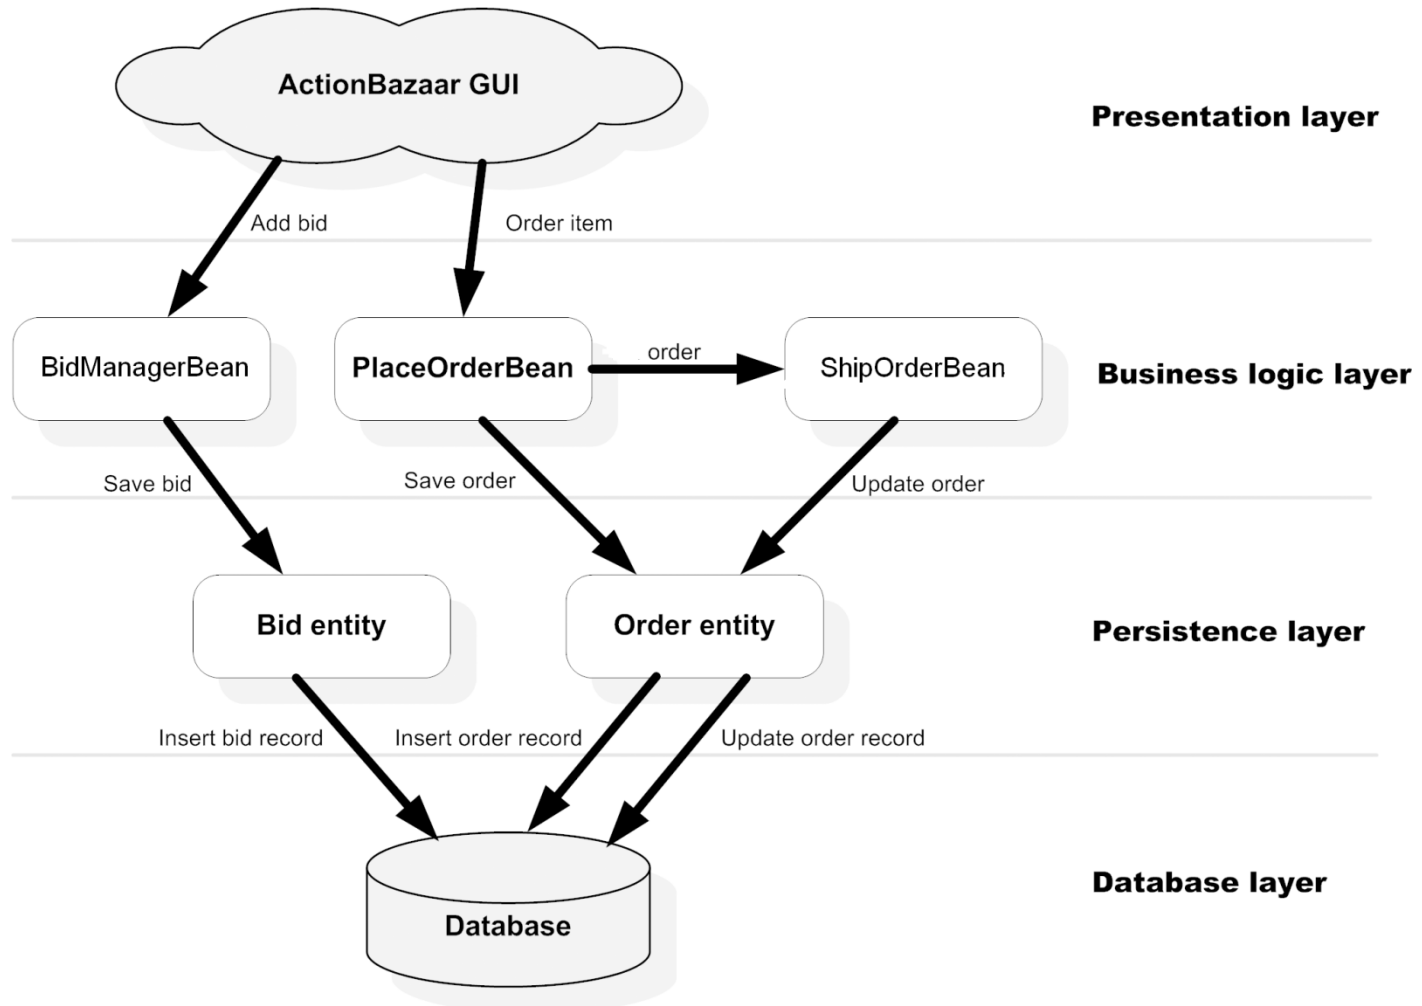 ActionBazaar GUI
Presentation layer
Add bid
Order item
BidManagerBean
PlaceOrderBean
order
ShipOrderBean
Business logic layer
Save bid
Save order
Update order
Bid entity
Order entity
Persistence layer
Insert bid record
Insert order record
Update order record
Database layer
Database